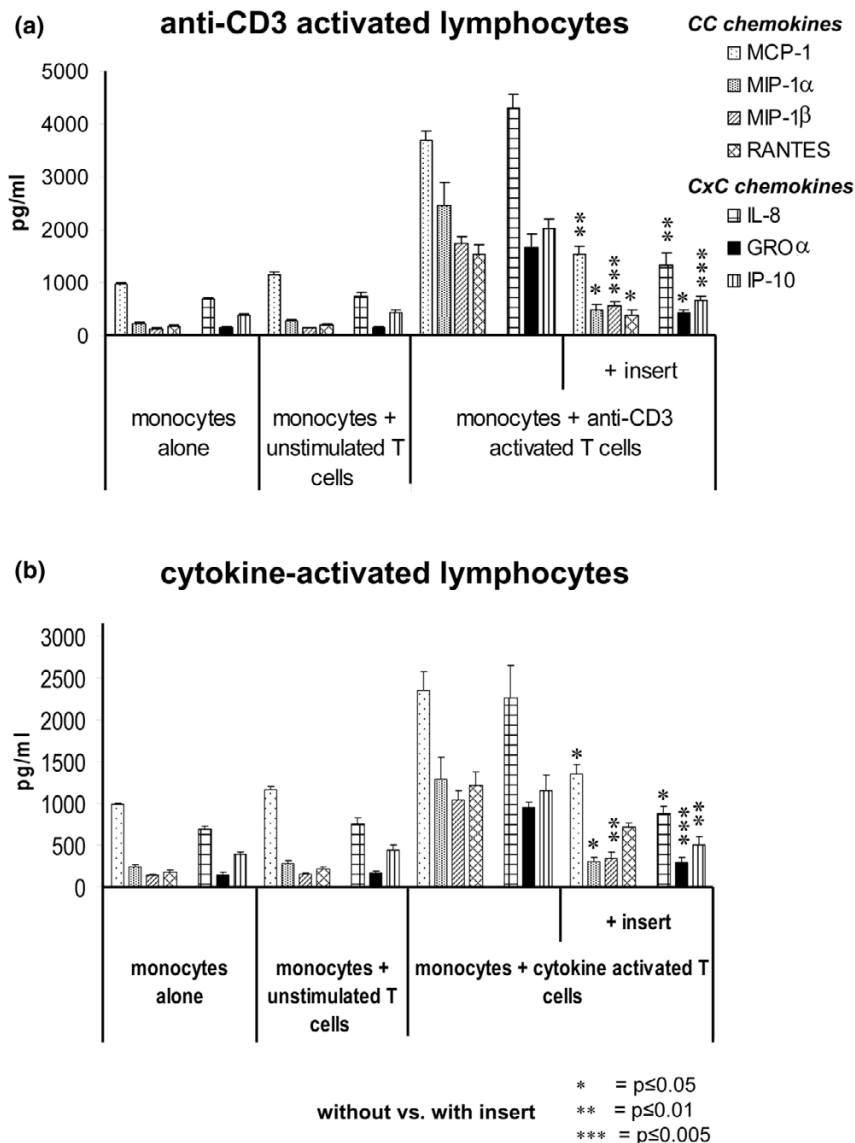 (a)
anti-CD3 activated lymphocytes
CC chemokines
MCP-1
MIP-1α
MIP-1β
RANTES
CxC chemokines
IL-8
GRO α
IP-10
pg/ml
5000
4000
3000
2000
1000
0
**
*
***
*
**
*
***
+ insert
monocytes
alone
monocytes +
unstimulated T
cells
monocytes + anti-CD3
activated T cells
(b)
cytokine-activated lymphocytes
pg/ml
3000
2500
2000
1500
1000
500
0
*
*
**
*
***
**
+ insert
monocytes
alone
monocytes +
unstimulated T
cells
monocytes + cytokine activated T
cells
without vs. with insert
* = p≤0.05
** = p≤0.01
*** = p≤0.005